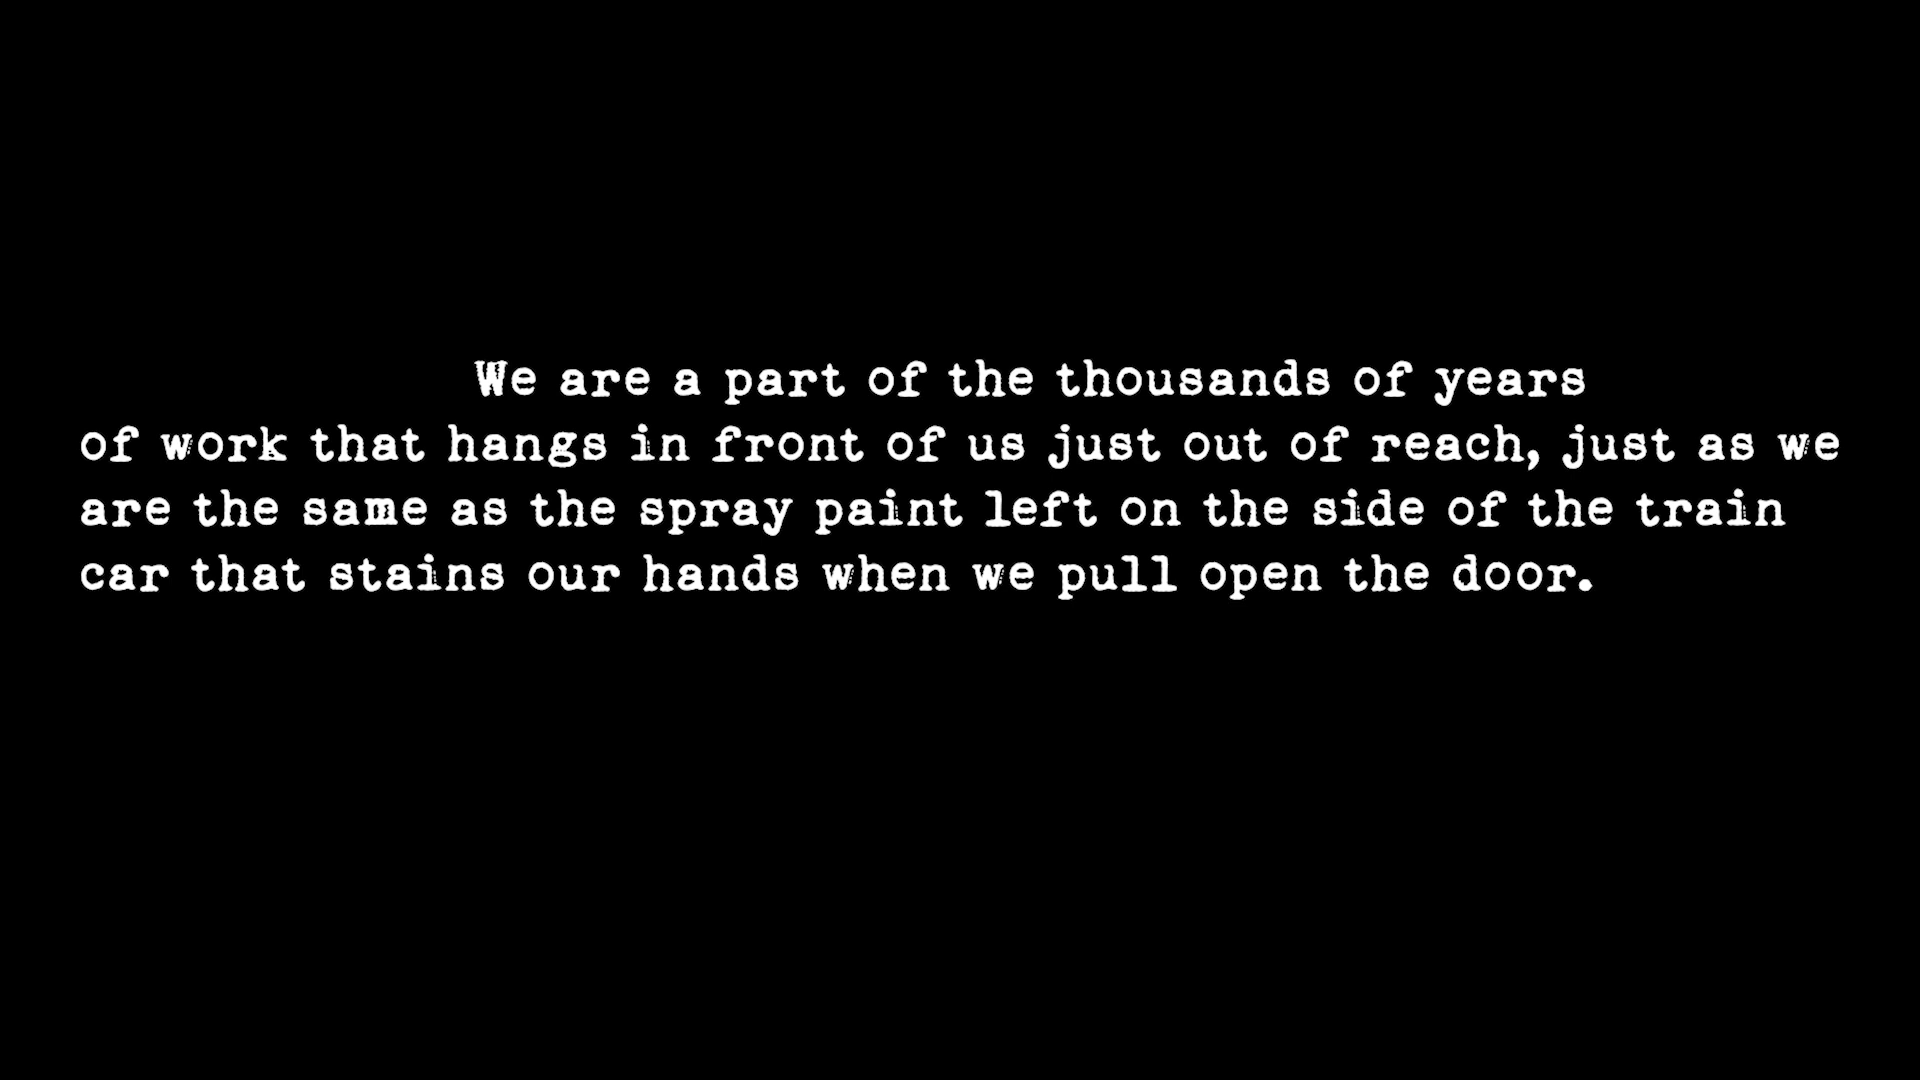 We are a part of the thousands of years
of work that hangs in front of us just out of reach, just as we
are the same as the spray paint left on the side of the train
car that stains our hands when we pull open the door.